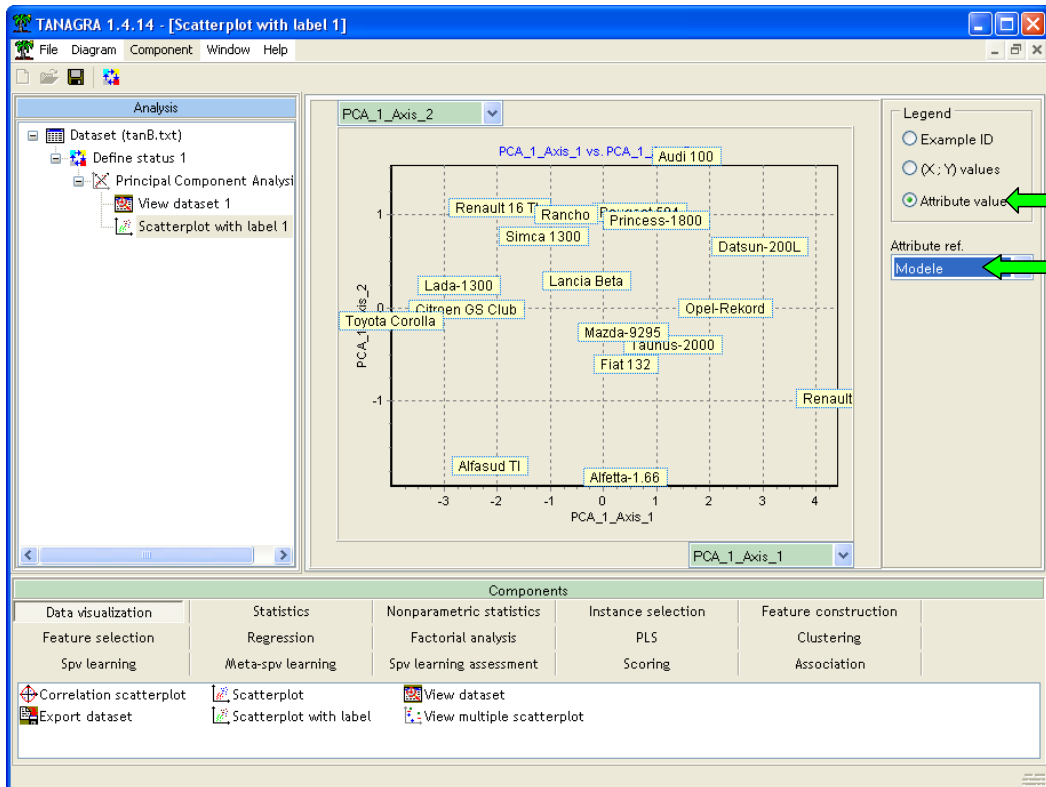 TANAGRA 1.4.14 - [Scatterplot with label 1]
File Diagram Component Window Help
Analysis
Dataset (tanB.txt)
Define status 1
Principal Component Analysi
View dataset 1
Scatterplot with label 1
PCA_1_Axis_2
PCA_1_Axis_1 vs. PCA_1_
Audi 100
Renault 16 TL
Rancho
Peugeot 504
Princess-1800
Simca 1300
Datsun-200L
Lada-1300
Lancia Beta
Citroen GS Club
Opel-Rekord
Toyota Corolla
Mazda-9295
Taunus-2000
Fiat 132
Renault
Alfasud TI
Alfetta-1.66
1
0
-1
PCA_1_Axis_2
-3 -2 -1 0 1 2 3 4
PCA_1_Axis_1
PCA_1_Axis_1
Legend
Example ID
(X ; Y) values
Attribute value
Attribute ref.
Modele
Components
Data visualization Statistics Nonparametric statistics Instance selection Feature construction
Feature selection Regression Factorial analysis PLS Clustering
Spv learning Meta-spv learning Spv learning assessment Scoring Association
Correlation scatterplot Scatterplot View dataset
Export dataset Scatterplot with label View multiple scatterplot